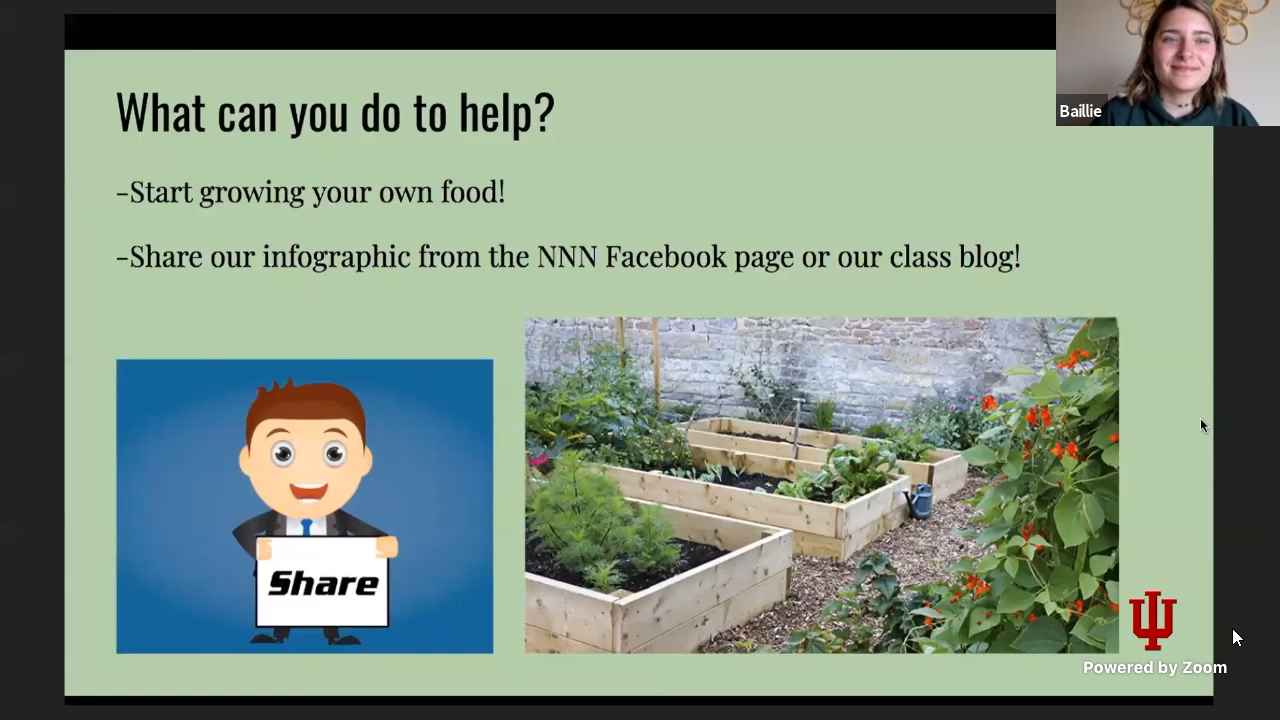 What can you do to help?
-Start growing your own food!
-Share our infographic from the NNN Facebook page or our class blog!
Baillie
Share
Powered by Zoom